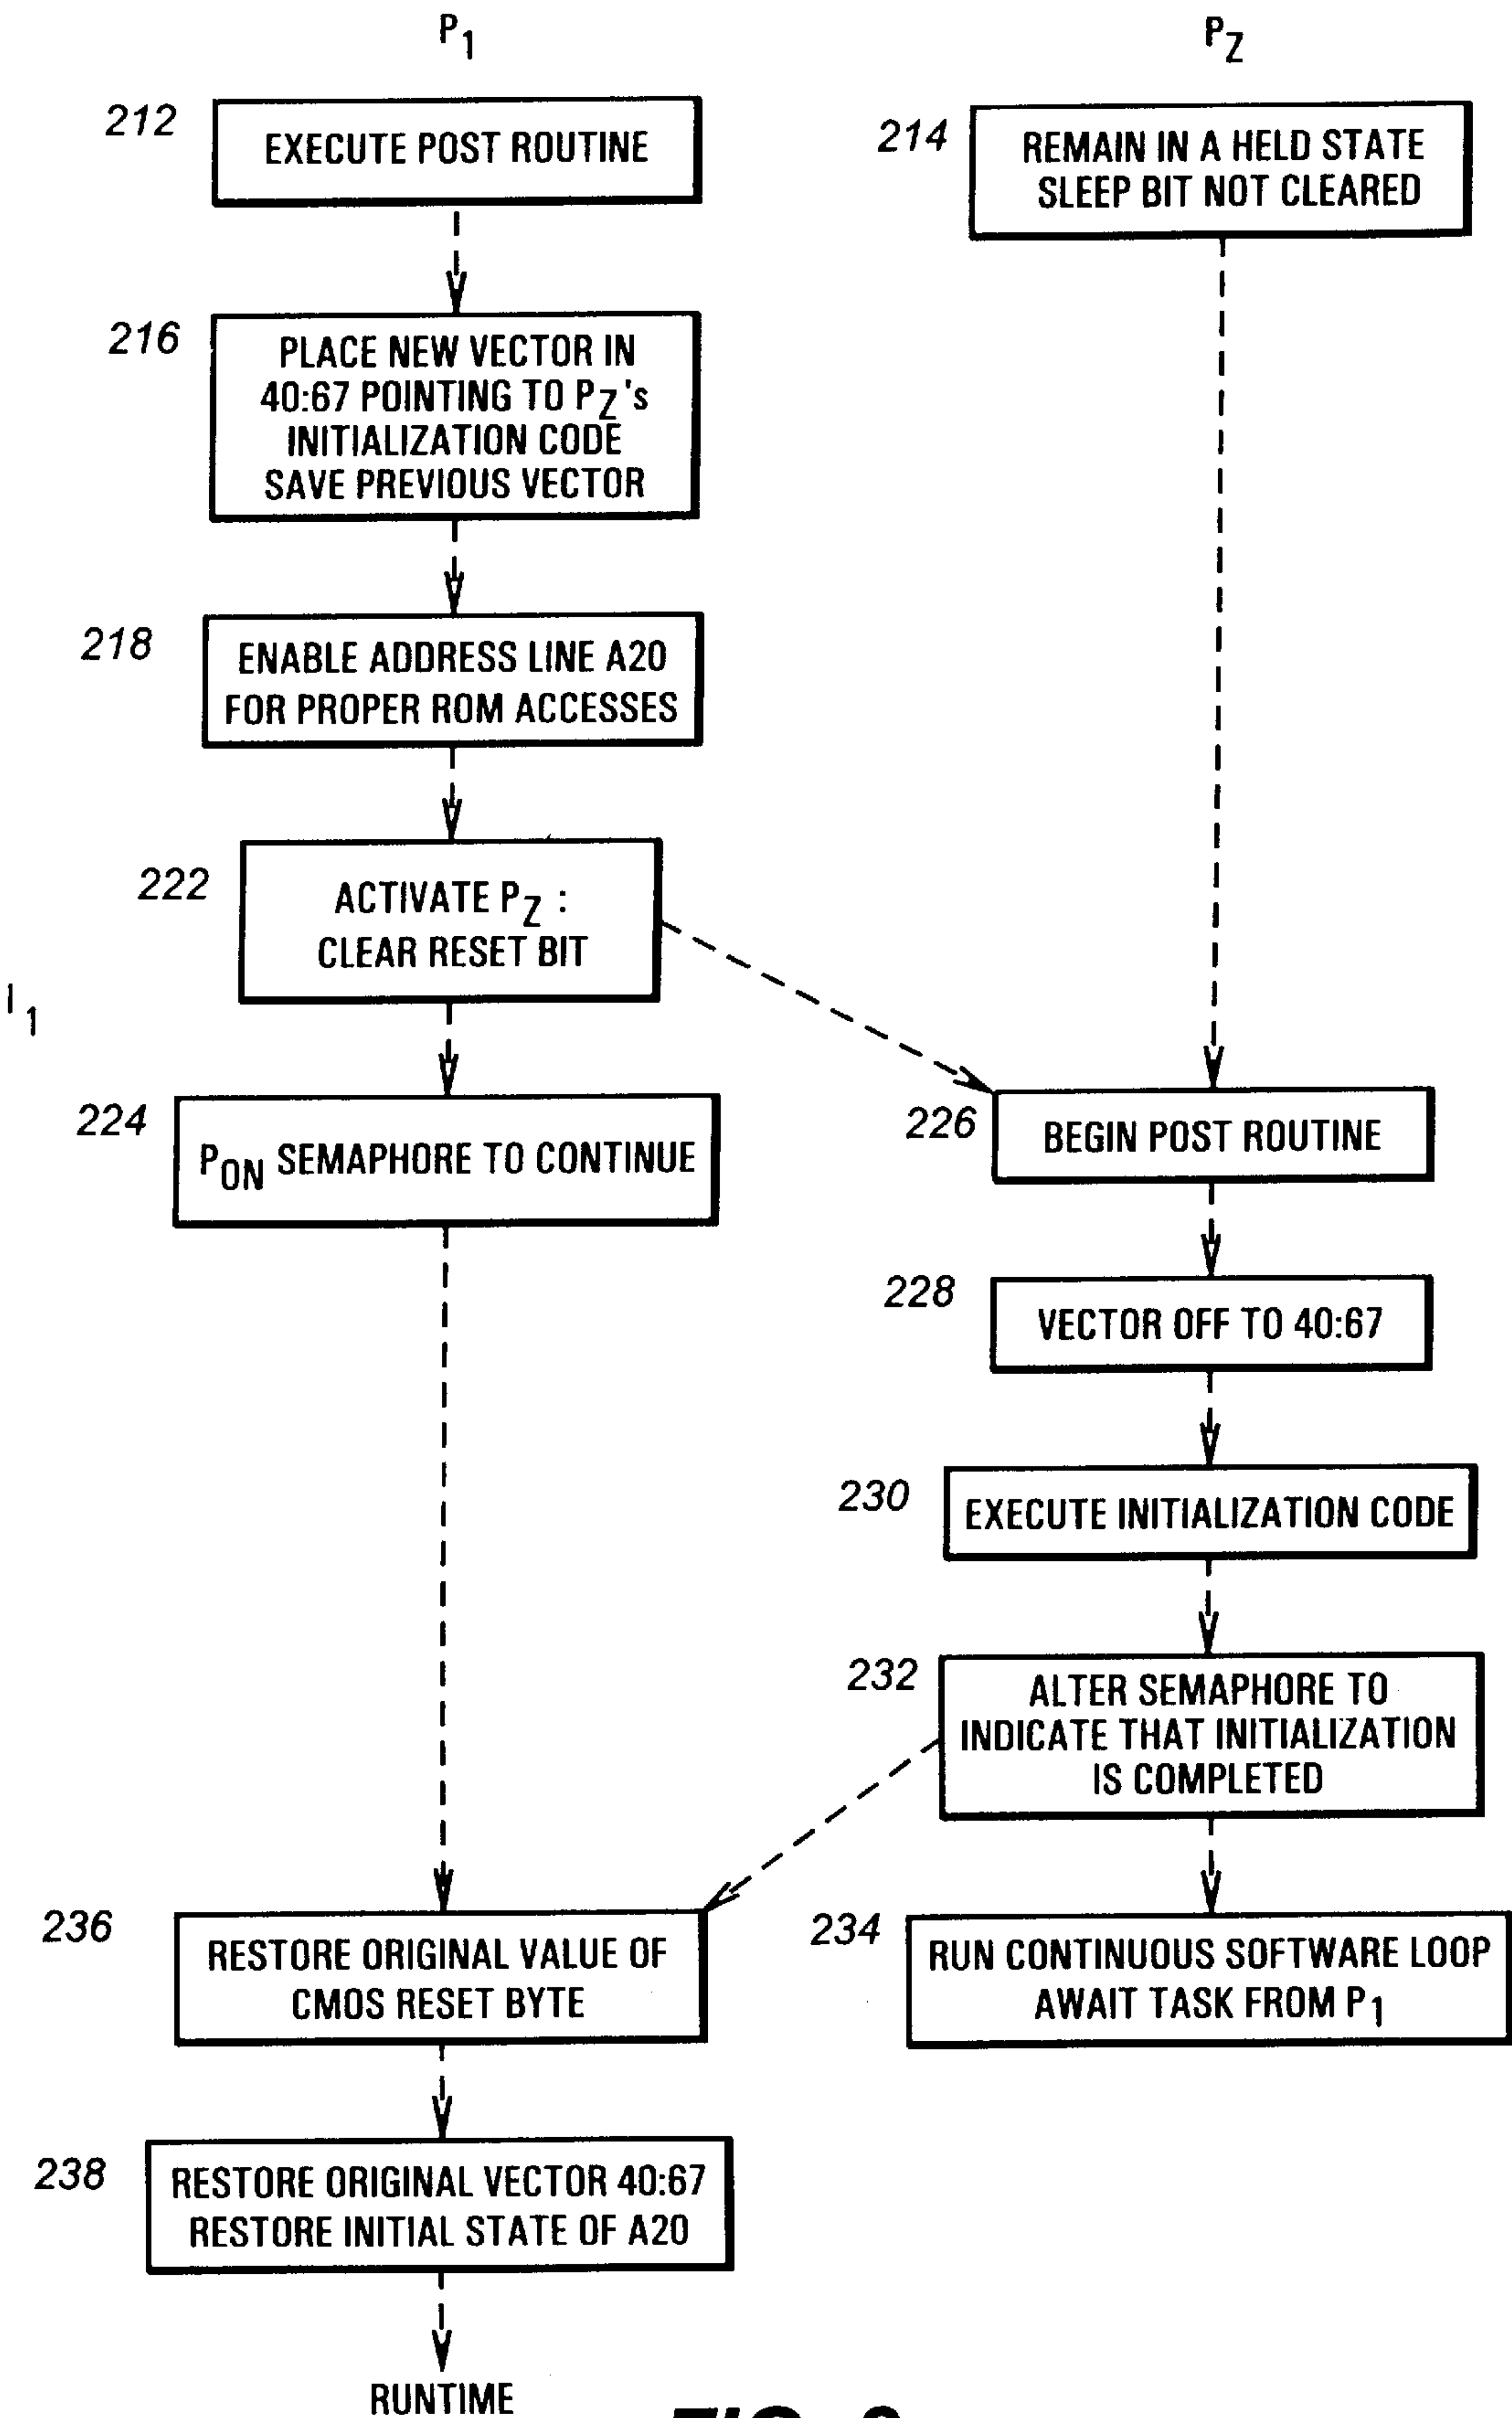 P1
PZ
212
EXECUTE POST ROUTINE
214
REMAIN IN A HELD STATE
SLEEP BIT NOT CLEARED
216
PLACE NEW VECTOR IN
40:67 POINTING TO PZ's
INITIALIZATION CODE
SAVE PREVIOUS VECTOR
218
ENABLE ADDRESS LINE A20
FOR PROPER ROM ACCESSES
222
ACTIVATE PZ :
CLEAR RESET BIT
224
PON SEMAPHORE TO CONTINUE
226
BEGIN POST ROUTINE
228
VECTOR OFF TO 40:67
230
EXECUTE INITIALIZATION CODE
232
ALTER SEMAPHORE TO
INDICATE THAT INITIALIZATION
IS COMPLETED
236
RESTORE ORIGINAL VALUE OF
CMOS RESET BYTE
234
RUN CONTINUOUS SOFTWARE LOOP
AWAIT TASK FROM P1
238
RESTORE ORIGINAL VECTOR 40:67
RESTORE INITIAL STATE OF A20
RUNTIME